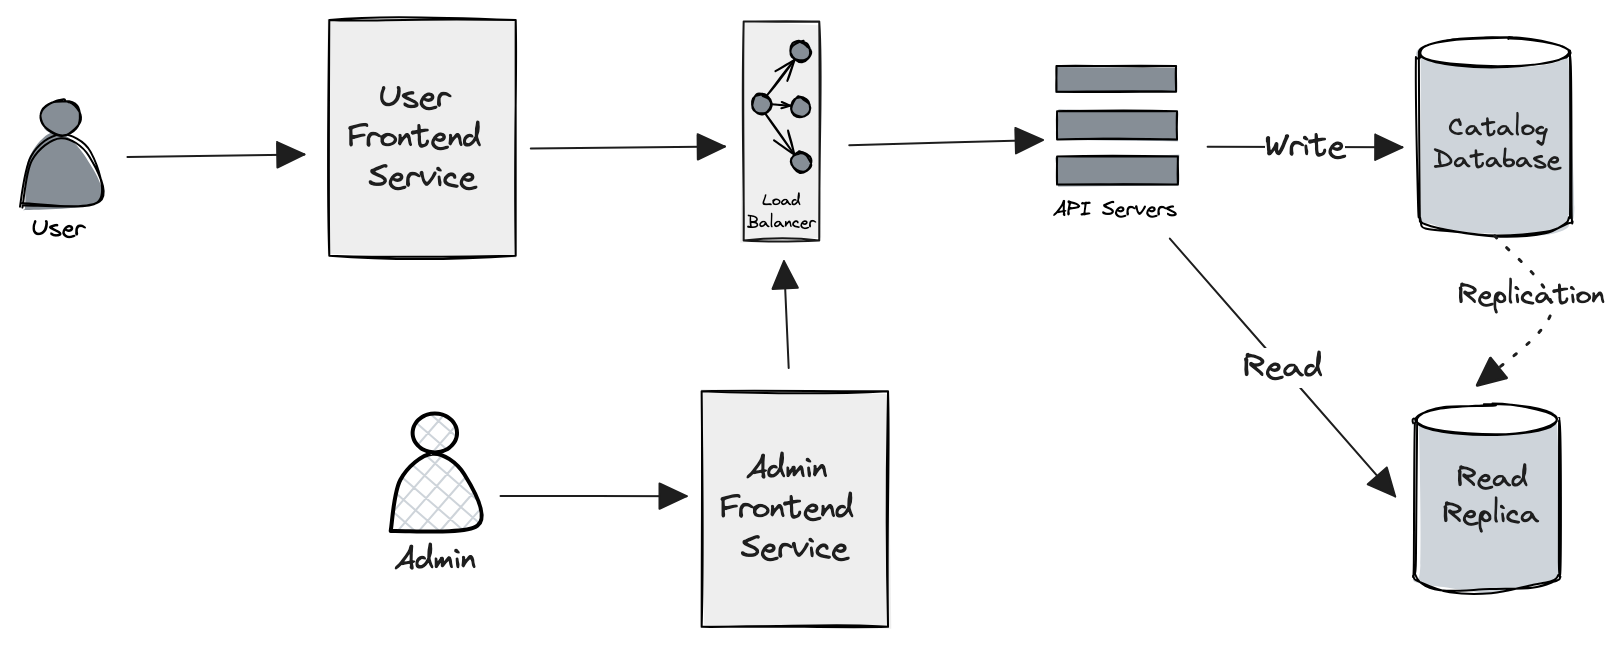 User
User
Frontend
Service
Load
Balancer
API Servers
Write
Catalog
Database
Replication
Read
Read
Replica
Admin
Admin
Frontend
Service